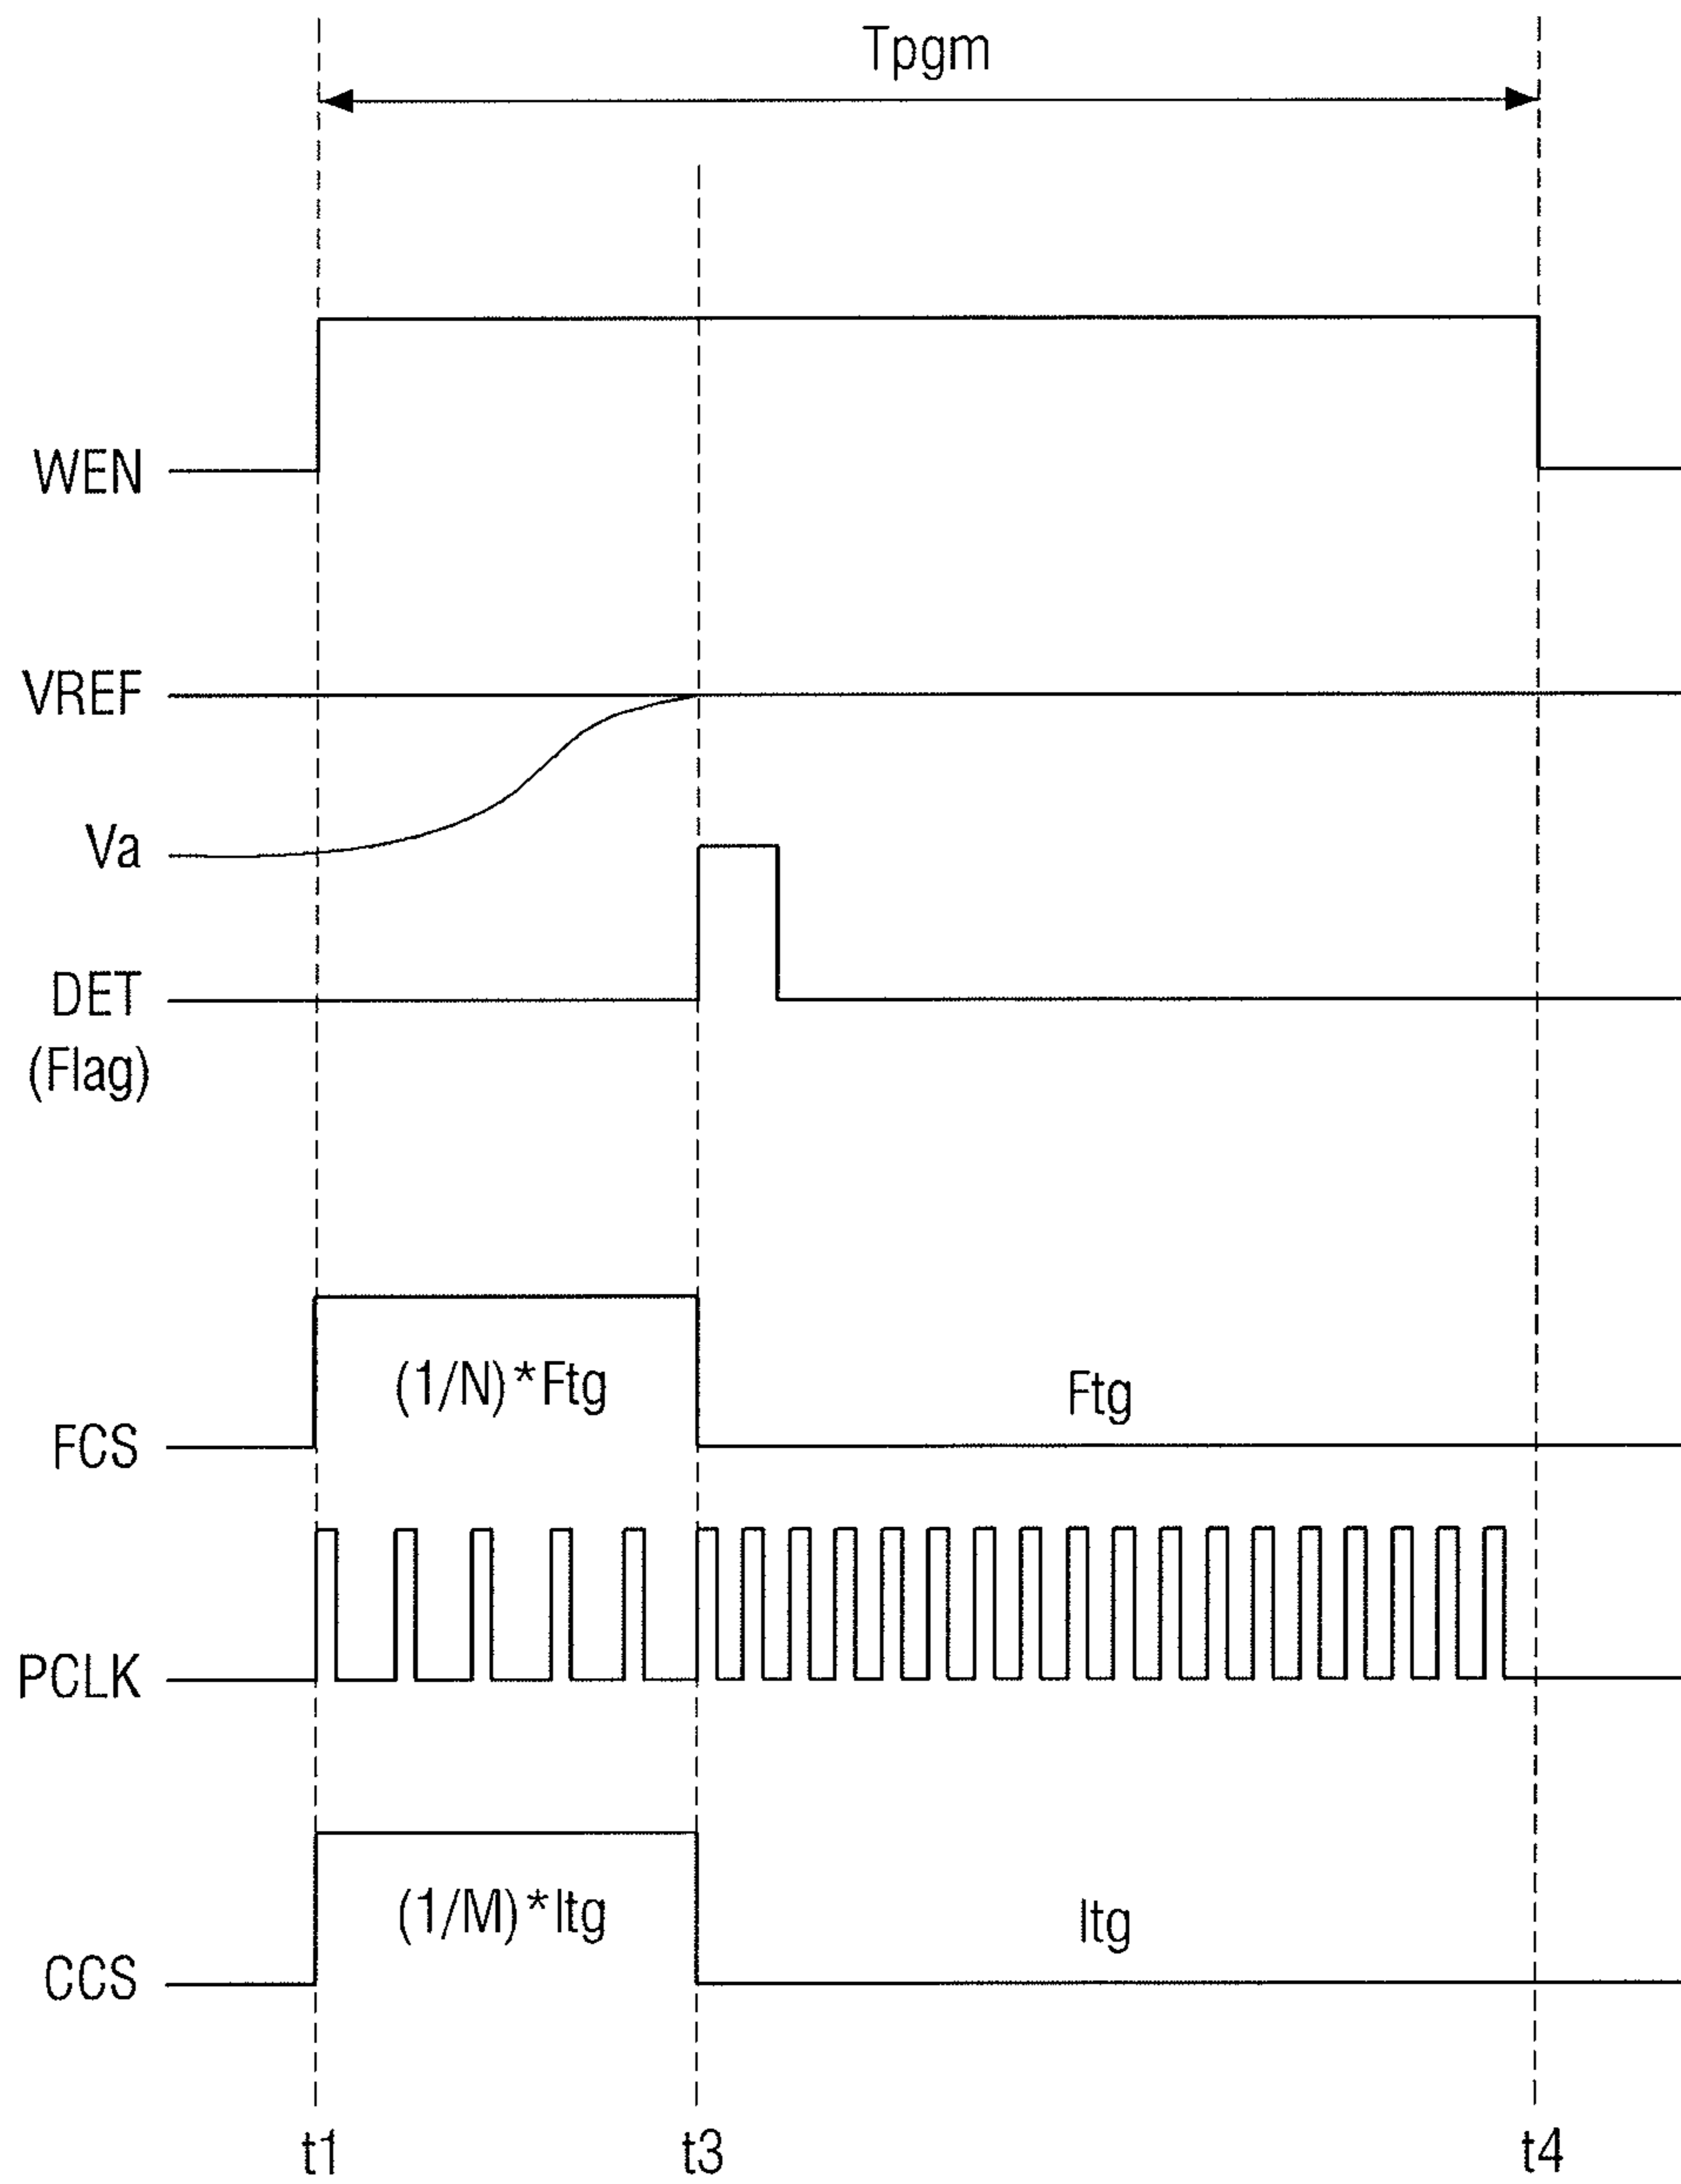 Tpgm
WEN
VREF
Va
DET
(Flag)
(1/N)*Ftg
Ftg
FCS
PCLK
(1/M)*Itg
Itg
CCS
t1
t3
t4